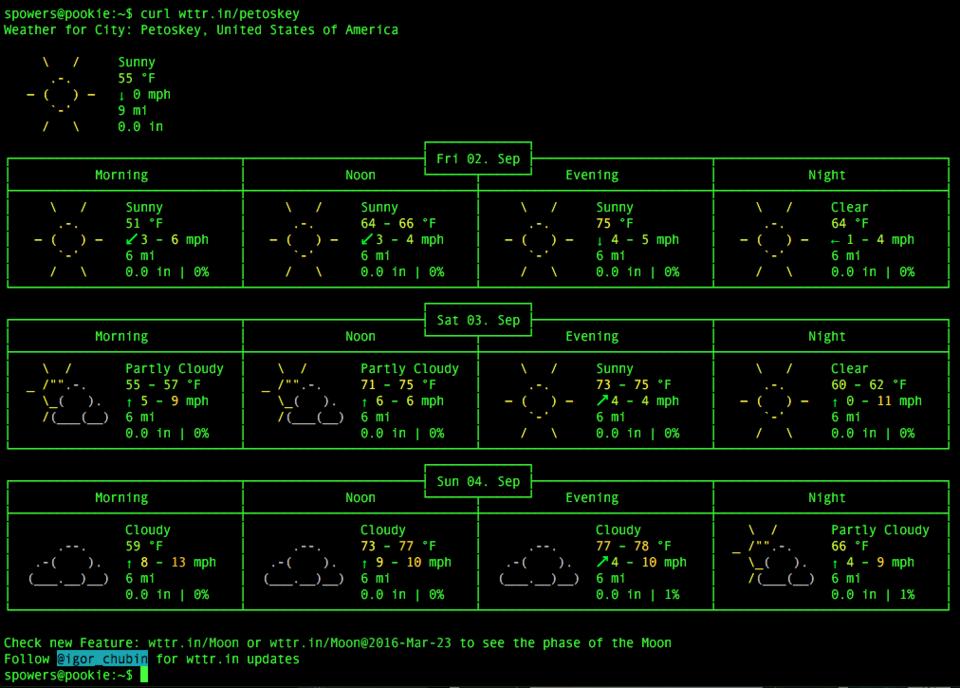 spowers@pookie:~$ curl wttr.in/petoskey
Weather for City: Petoskey, United States of America
Sunny
55 °F
↓ 0 mph
9 mi
0.0 in
Fri 02. Sep
Morning Noon Evening Night
Sunny Sunny Sunny Clear
51 °F 64 – 66 °F 75 °F 64 °F
↙ 3 – 6 mph ↙ 3 – 4 mph ↓ 4 – 5 mph ← 1 – 4 mph
6 mi 6 mi 6 mi 6 mi
0.0 in | 0% 0.0 in | 0% 0.0 in | 0% 0.0 in | 0%
Sat 03. Sep
Morning Noon Evening Night
Partly Cloudy Partly Cloudy Sunny Clear
55 – 57 °F 71 – 75 °F 73 – 75 °F 60 – 62 °F
↑ 5 – 9 mph ↑ 6 – 6 mph ↗ 4 – 4 mph ↑ 0 – 11 mph
6 mi 6 mi 6 mi 6 mi
0.0 in | 0% 0.0 in | 0% 0.0 in | 0% 0.0 in | 0%
Sun 04. Sep
Morning Noon Evening Night
Cloudy Cloudy Cloudy Partly Cloudy
59 °F 73 – 77 °F 77 – 78 °F 66 °F
↑ 8 – 13 mph ↑ 9 – 10 mph ↗ 4 – 10 mph ↑ 4 – 9 mph
6 mi 6 mi 6 mi 6 mi
0.0 in | 0% 0.0 in | 0% 0.0 in | 1% 0.0 in | 1%
Check new Feature: wttr.in/Moon or wttr.in/Moon@2016-Mar-23 to see the phase of the Moon
Follow @igor_chubin for wttr.in updates
spowers@pookie:~$